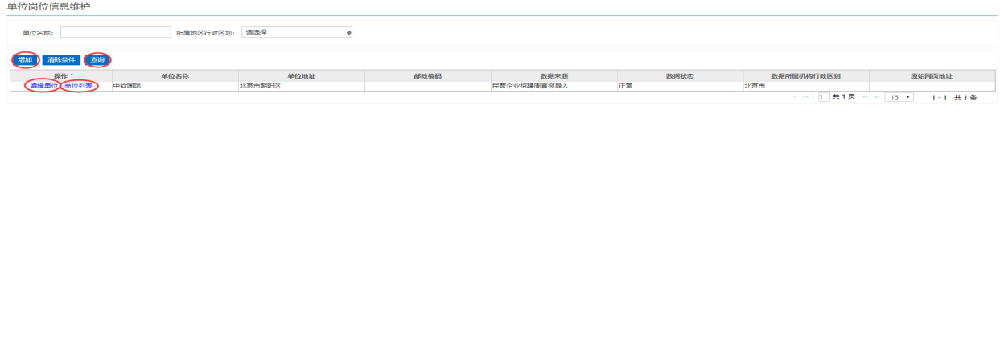 单位岗位信息维护
单位名称: 所属地区行政区划: 请选择
增加 清除条件 查询
操作 单位名称 单位地址 邮政编码 数据来源 数据状态 数据所属机构行政区划 原始网页地址
编辑单位 岗位列表 中软国际 北京市朝阳区 民营企业招聘周直报导入 正常 北京市
1 共 1 页 15 1 - 1 共 1 条